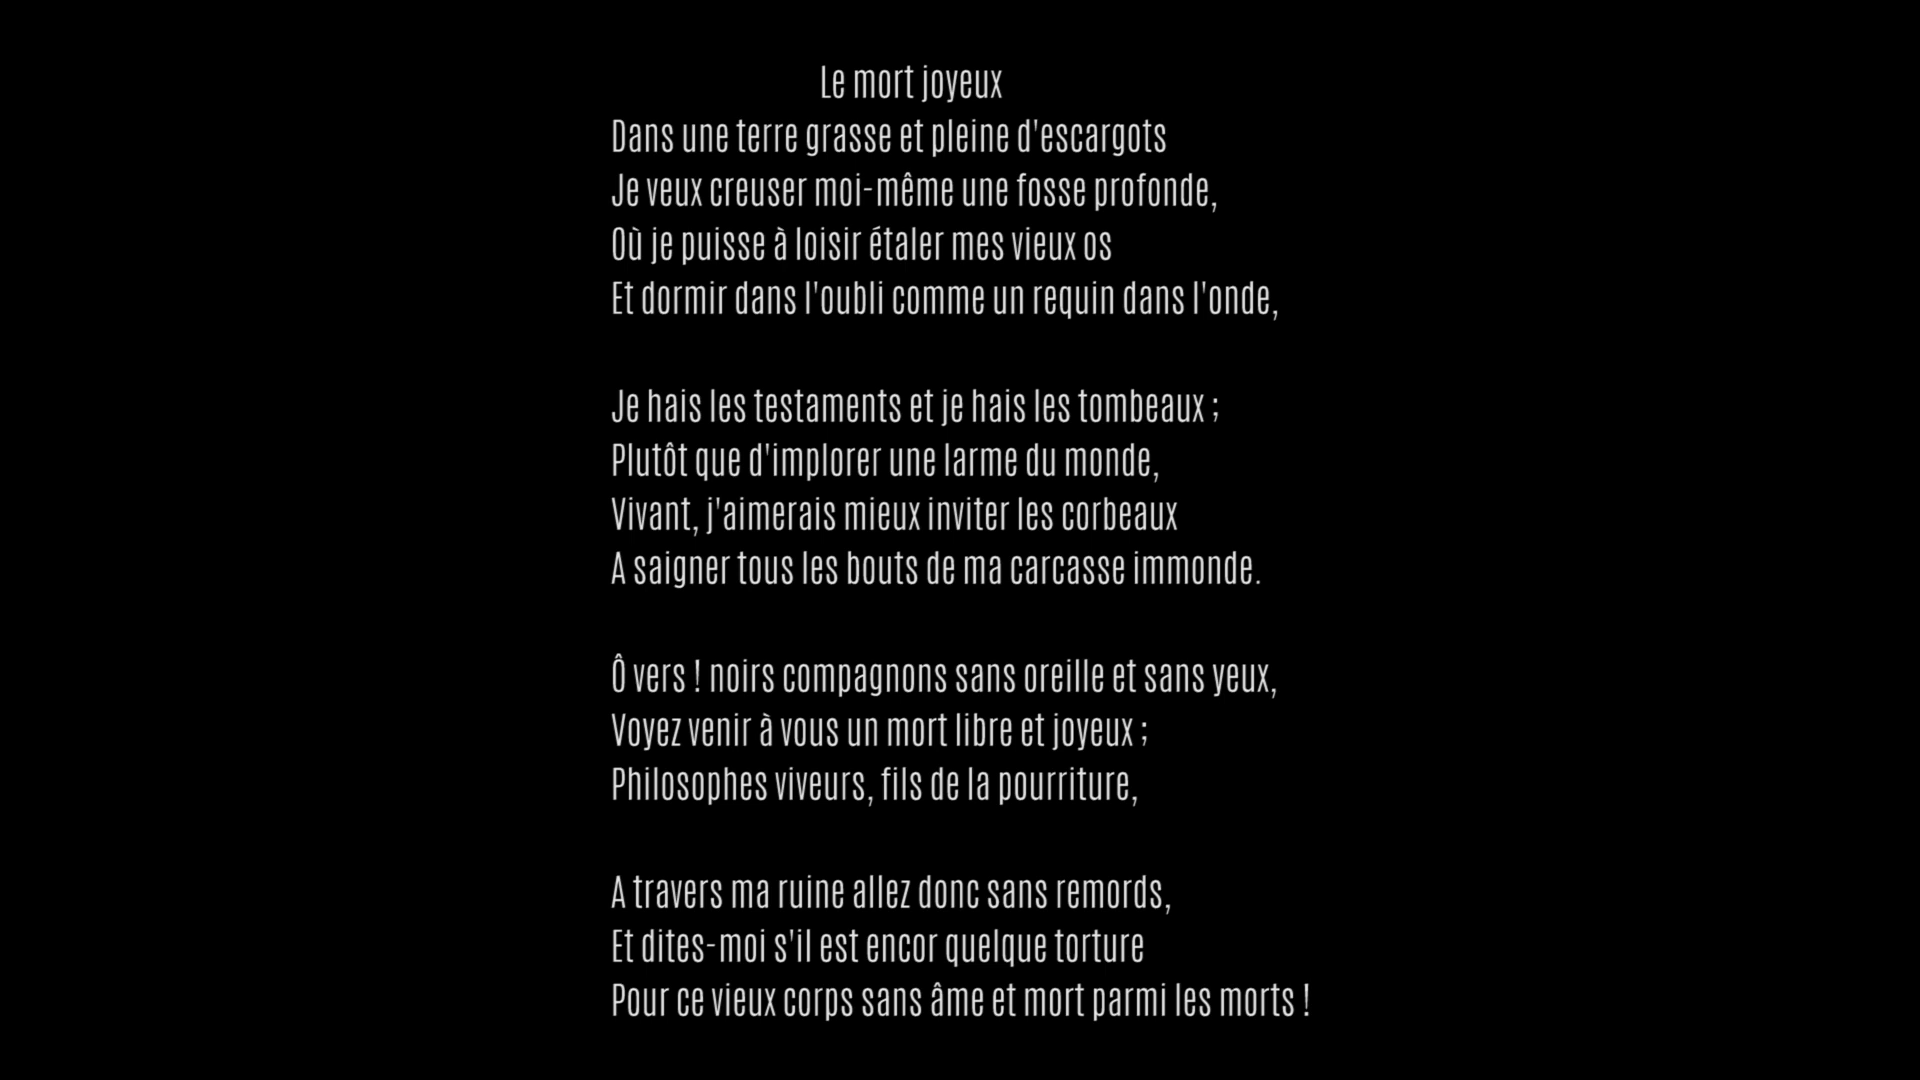 Le mort joyeux
Dans une terre grasse et pleine d'escargots
Je veux creuser moi-même une fosse profonde,
Où je puisse à loisir étaler mes vieux os
Et dormir dans l'oubli comme un requin dans l'onde,
Je hais les testaments et je hais les tombeaux ;
Plutôt que d'implorer une larme du monde,
Vivant, j'aimerais mieux inviter les corbeaux
A saigner tous les bouts de ma carcasse immonde.
Ô vers ! noirs compagnons sans oreille et sans yeux,
Voyez venir à vous un mort libre et joyeux ;
Philosophes viveurs, fils de la pourriture,
A travers ma ruine allez donc sans remords,
Et dites-moi s'il est encor quelque torture
Pour ce vieux corps sans âme et mort parmi les morts !